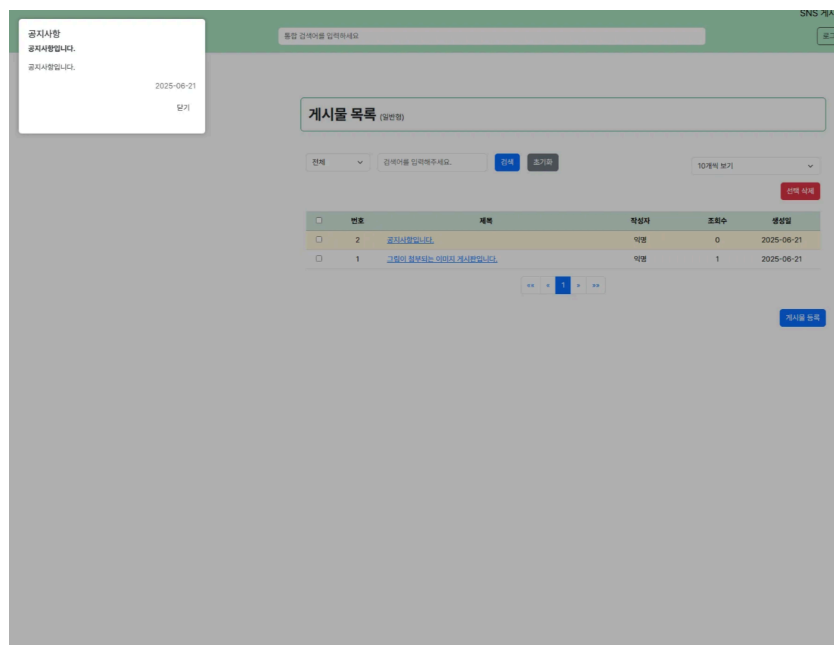 SNS 게시
통합 검색어를 입력하세요
로그
공지사항
공지사항입니다.
공지사항입니다.
2025-06-21
닫기
게시물 목록 (일반형)
전체
검색어를 입력해주세요.
검색
초기화
10개씩 보기
선택 삭제
번호 제목 작성자 조회수 생성일
2 공지사항입니다. 익명 0 2025-06-21
1 그림이 첨부되는 이미지 게시판입니다. 익명 1 2025-06-21
«« « 1 » »»
게시물 등록